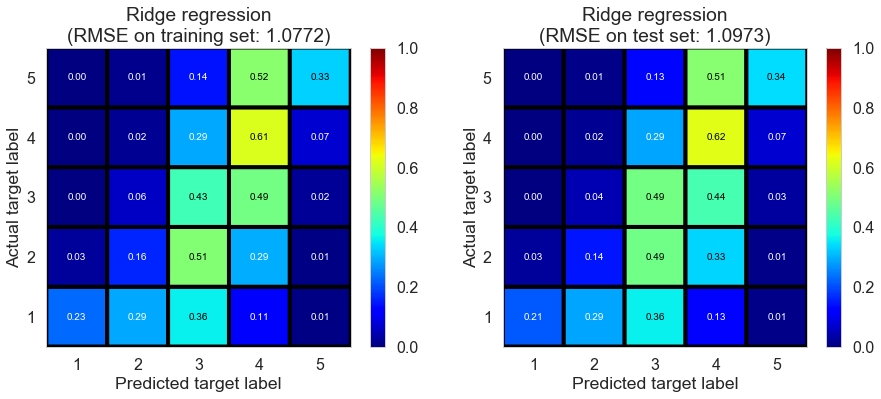 Ridge regression
(RMSE on training set: 1.0772)
Actual target label
5 0.00 0.01 0.14 0.52 0.33
4 0.00 0.02 0.29 0.61 0.07
3 0.00 0.06 0.43 0.49 0.02
2 0.03 0.16 0.51 0.29 0.01
1 0.23 0.29 0.36 0.11 0.01
1 2 3 4 5
Predicted target label
1.0
0.8
0.6
0.4
0.2
0.0
Ridge regression
(RMSE on test set: 1.0973)
Actual target label
5 0.00 0.01 0.13 0.51 0.34
4 0.00 0.02 0.29 0.62 0.07
3 0.00 0.04 0.49 0.44 0.03
2 0.03 0.14 0.49 0.33 0.01
1 0.21 0.29 0.36 0.13 0.01
1 2 3 4 5
Predicted target label
1.0
0.8
0.6
0.4
0.2
0.0